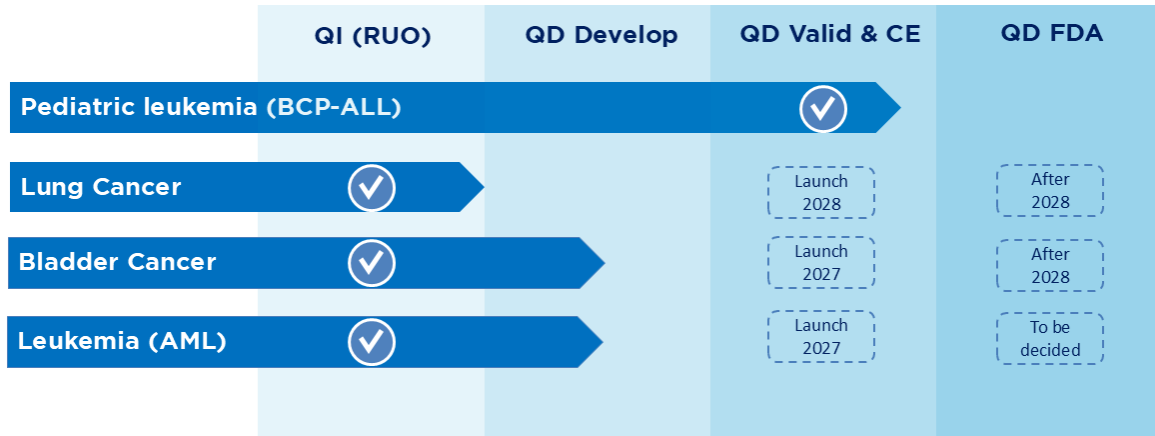 QI (RUO) QD Develop QD Valid & CE QD FDA
Pediatric leukemia (BCP-ALL)
Lung Cancer
Launch
2028
After
2028
Bladder Cancer
Launch
2027
After
2028
Leukemia (AML)
Launch
2027
To be
decided